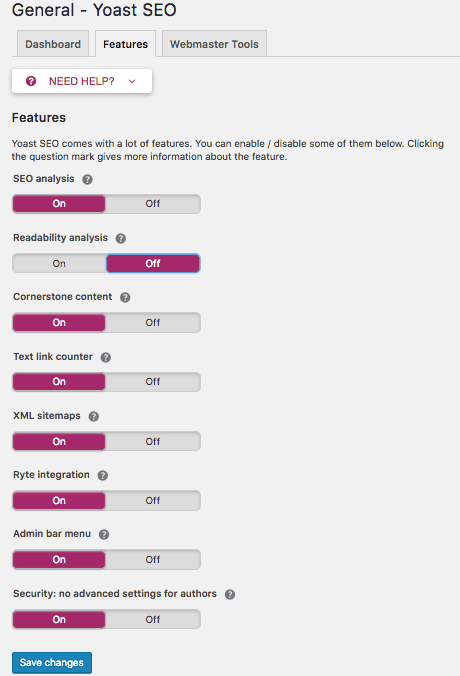 General - Yoast SEO
Dashboard Features Webmaster Tools
? NEED HELP?
Features
Yoast SEO comes with a lot of features. You can enable / disable some of them below. Clicking
the question mark gives more information about the feature.
SEO analysis ?
On Off
Readability analysis ?
On Off
Cornerstone content ?
On Off
Text link counter ?
On Off
XML sitemaps ?
On Off
Ryte integration ?
On Off
Admin bar menu ?
On Off
Security: no advanced settings for authors ?
On Off
Save changes